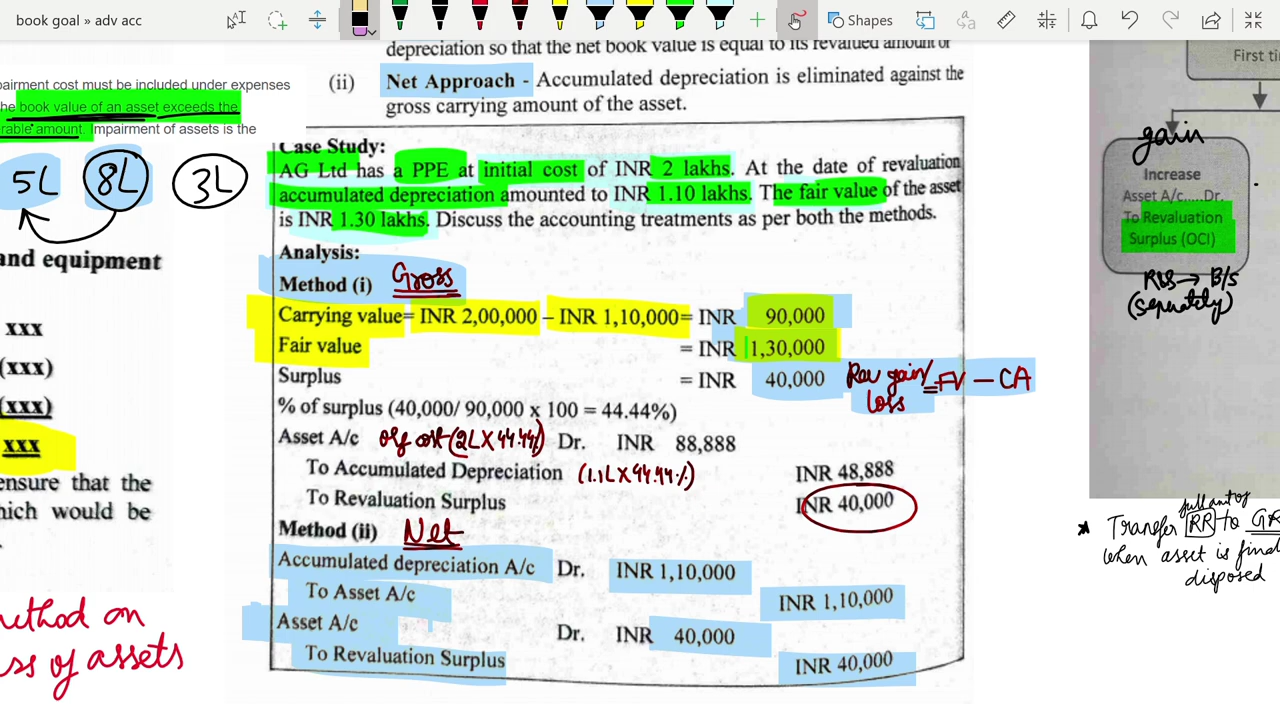 book goal » adv acc
Shapes
depreciation so that the net book value is equal to its revalued amount or
(ii) Net Approach - Accumulated depreciation is eliminated against the
gross carrying amount of the asset.
pairment cost must be included under expenses
he book value of an asset exceeds the
rable amount. Impairment of assets is the
5L 8L 3L
and equipment
xxx
(xxx)
(xxx)
xxx
ensure that the
hich would be
ethod on
ss of assets
Case Study:
AG Ltd has a PPE at initial cost of INR 2 lakhs. At the date of revaluation
accumulated depreciation amounted to INR 1.10 lakhs. The fair value of the asset
is INR 1.30 lakhs. Discuss the accounting treatments as per both the methods.
Analysis:
Method (i) Gross
Carrying value= INR 2,00,000 – INR 1,10,000= INR 90,000
Fair value = INR 1,30,000
Surplus = INR 40,000 Rev gain/loss = FV – CA
% of surplus (40,000/ 90,000 x 100 = 44.44%)
Asset A/c Org cost (2L X 44.44%) Dr. INR 88,888
To Accumulated Depreciation (1.1L X 44.44%) INR 48,888
To Revaluation Surplus INR 40,000
Method (ii) Net
Accumulated depreciation A/c Dr. INR 1,10,000
To Asset A/c INR 1,10,000
Asset A/c Dr. INR 40,000
To Revaluation Surplus INR 40,000
First ti
gain
Increase
Asset A/c.....Dr.
To Revaluation
Surplus (OCI)
R&S → B/S
(separately)
full amt of
* Transfer RR to GR
when asset is final
disposed